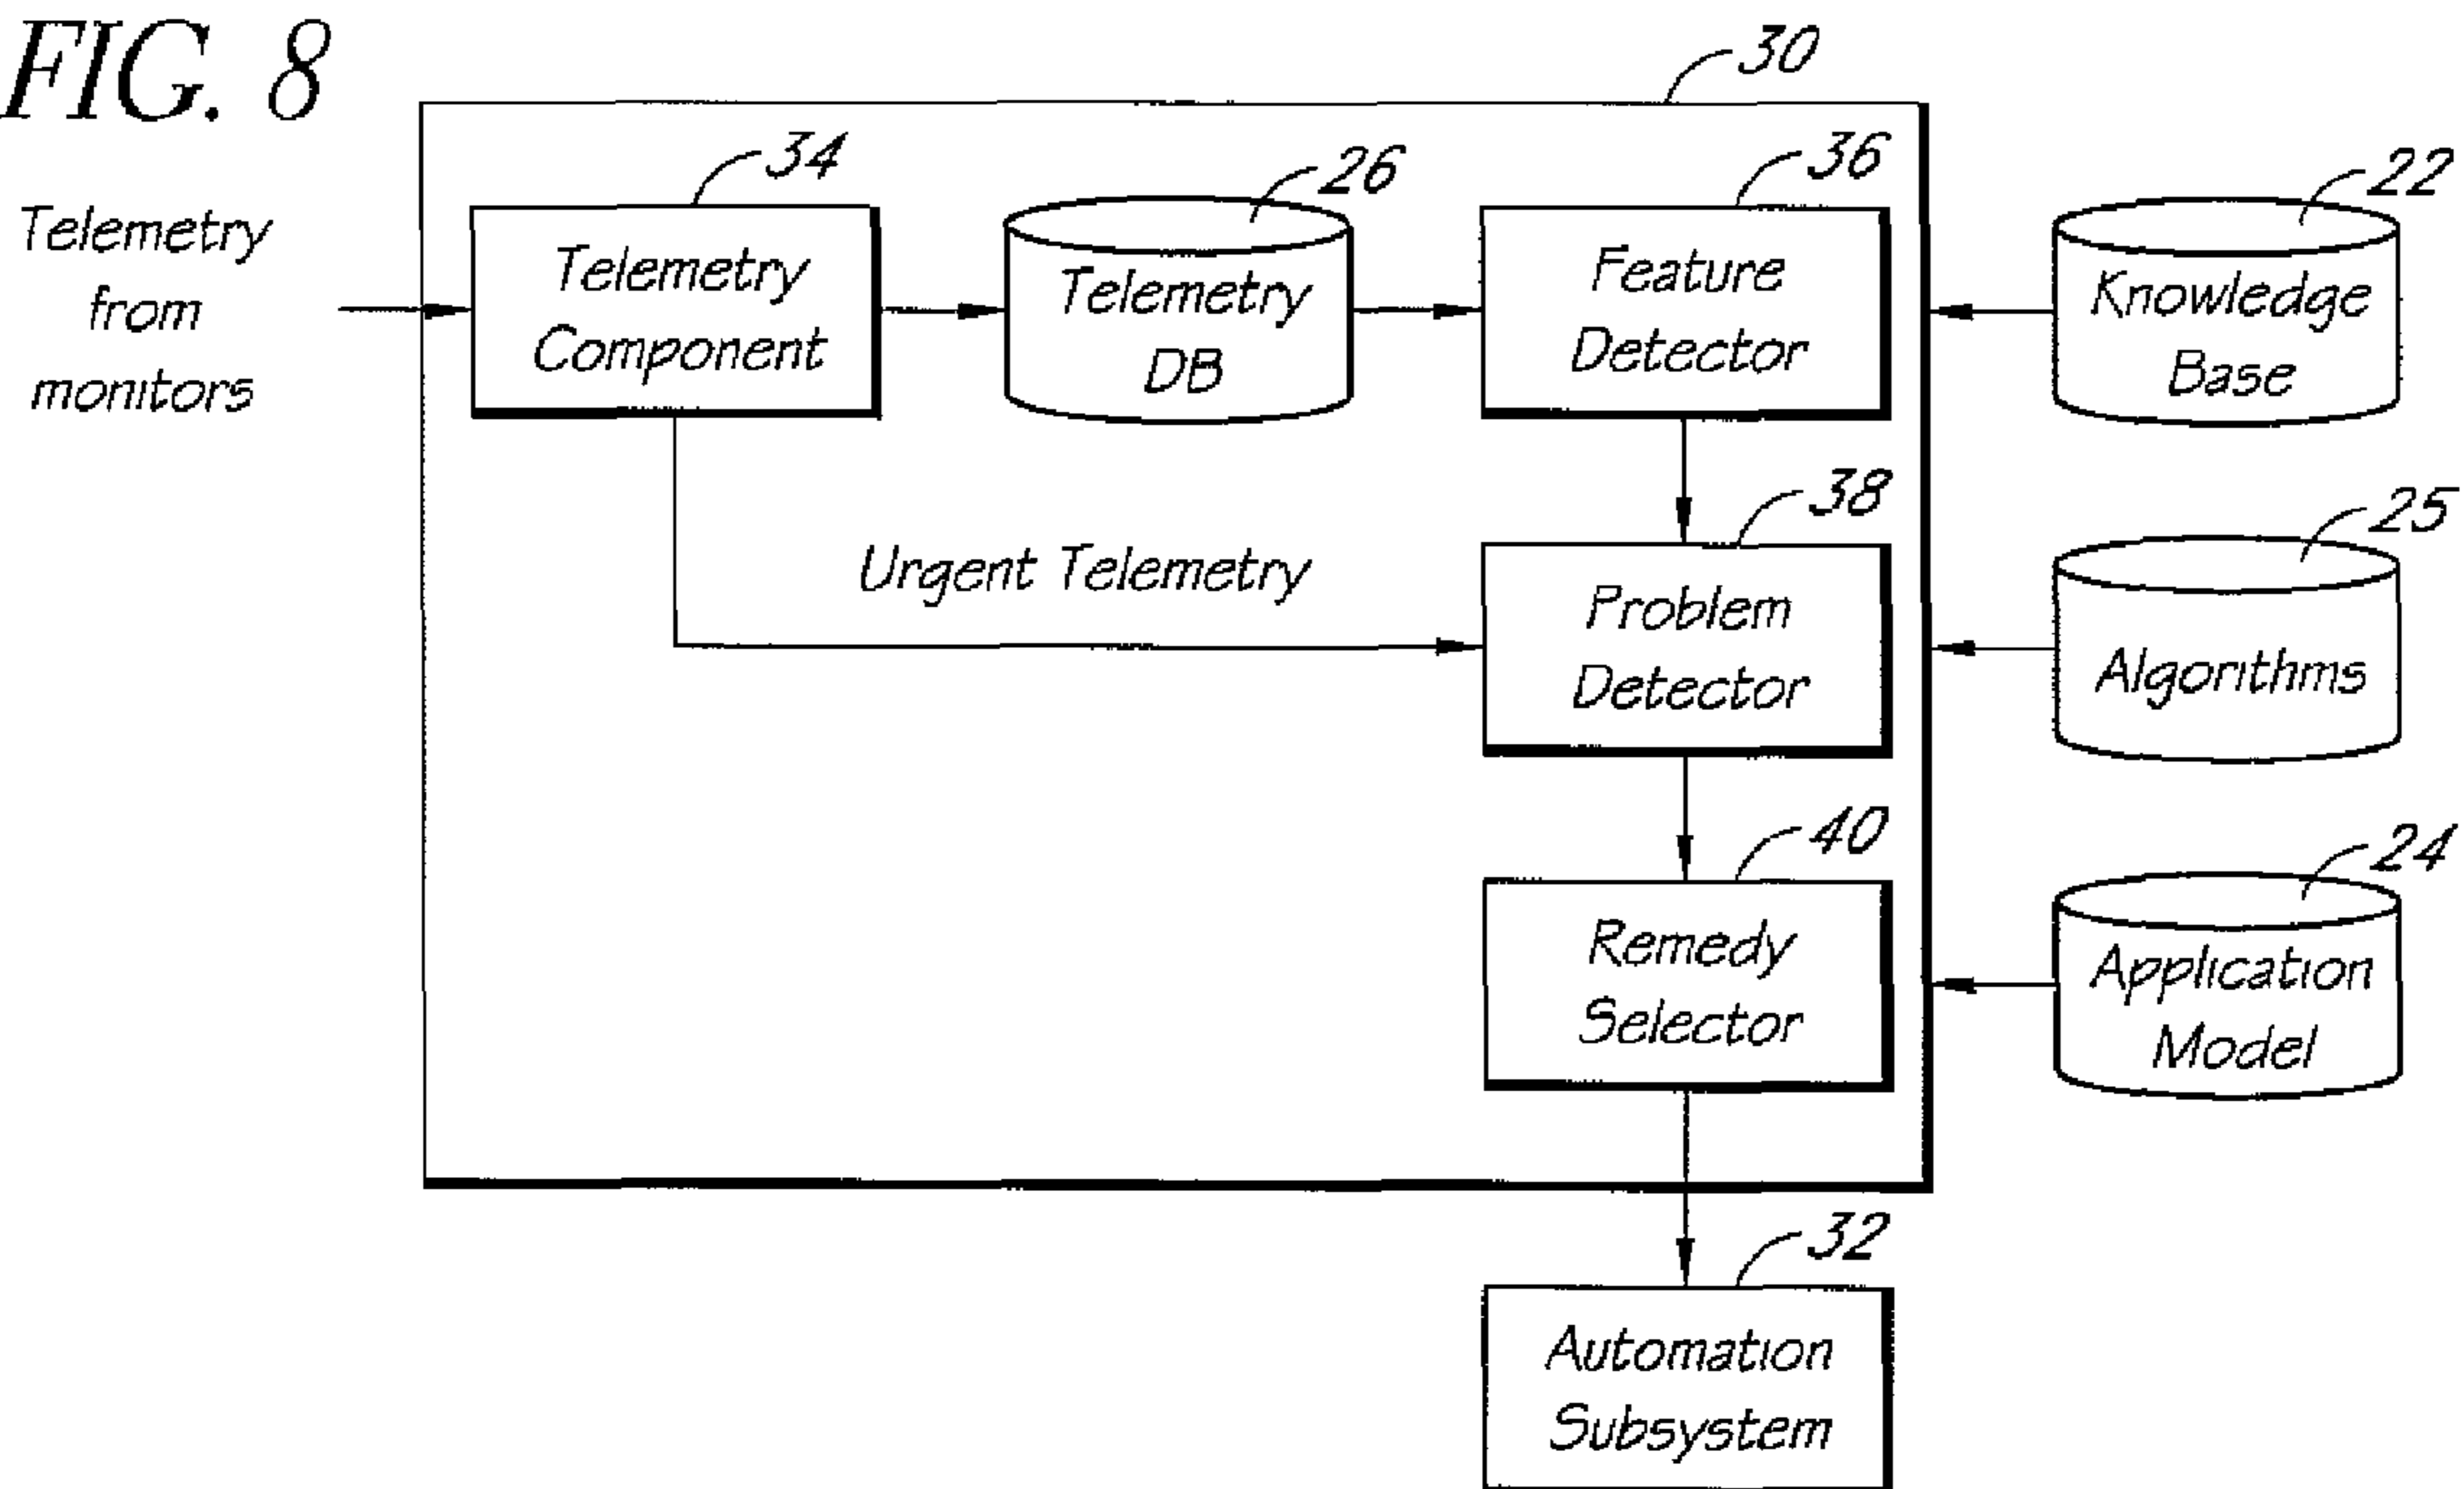 FIG. 8
30
34
26
36
22
Telemetry
from
monitors
Telemetry
Component
Telemetry
DB
Feature
Detector
Knowledge
Base
38
25
Urgent Telemetry
Problem
Detector
Algorithms
40
24
Remedy
Selector
Application
Model
32
Automation
Subsystem